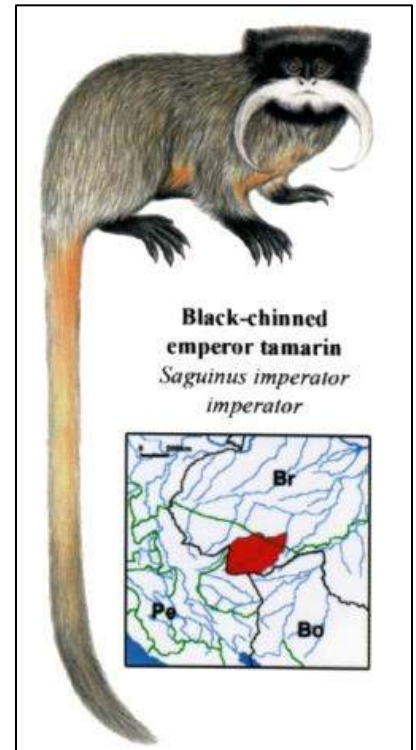 Black-chinned
emperor tamarin
Saguinus imperator
imperator
Br
Pe
Bo